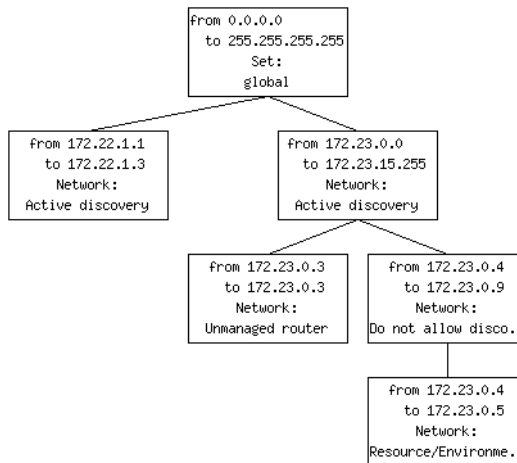 from 0.0.0.0
to 255.255.255.255
Set:
global
from 172.22.1.1
to 172.22.1.3
Network:
Active discovery
from 172.23.0.0
to 172.23.15.255
Network:
Active discovery
from 172.23.0.3
to 172.23.0.3
Network:
Unmanaged router
from 172.23.0.4
to 172.23.0.9
Network:
Do not allow disco.
from 172.23.0.4
to 172.23.0.5
Network:
Resource/Environme.